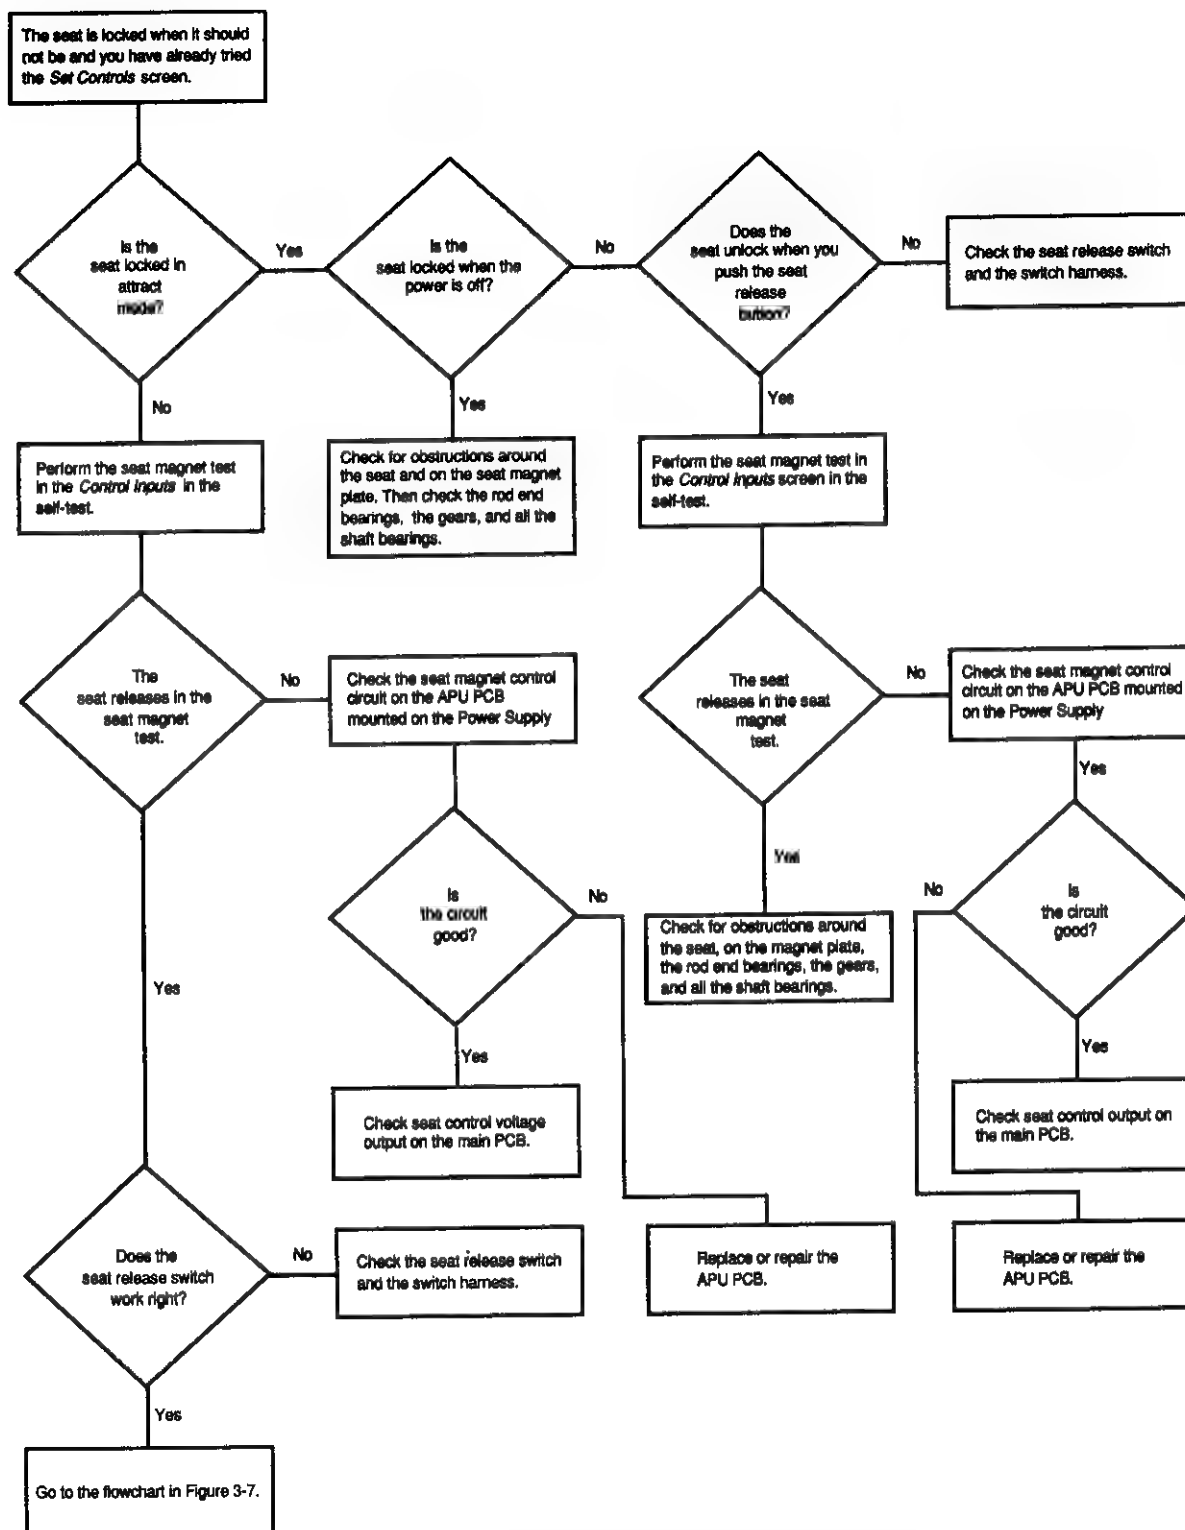 The seat is locked when it should
not be and you have already tried
the Set Controls screen.
Is the
seat locked in
attract
mode?
Yes
Is the
seat locked when the
power is off?
No
Does the
seat unlock when you
push the seat
release
button?
No
Check the seat release switch
and the switch harness.
No
Yes
Yes
Perform the seat magnet test
in the Control Inputs in the
self-test.
Check for obstructions around
the seat and on the seat magnet
plate. Then check the rod end
bearings, the gears, and all the
shaft bearings.
Perform the seat magnet test in
the Control Inputs screen in the
self-test.
The
seat releases in the
seat magnet
test.
No
Check the seat magnet control
circuit on the APU PCB
mounted on the Power Supply
The seat
releases in the seat
magnet
test.
No
Check the seat magnet control
circuit on the APU PCB mounted
on the Power Supply
Yes
Yes
Is
the circuit
good?
No
Yes
Check for obstructions around
the seat, on the magnet plate,
the rod end bearings, the gears,
and all the shaft bearings.
No
Is
the circuit
good?
Yes
Yes
Check seat control voltage
output on the main PCB.
Check seat control output on
the main PCB.
Does the
seat release switch
work right?
No
Check the seat release switch
and the switch harness.
Replace or repair the
APU PCB.
Replace or repair the
APU PCB.
Yes
Go to the flowchart in Figure 3-7.